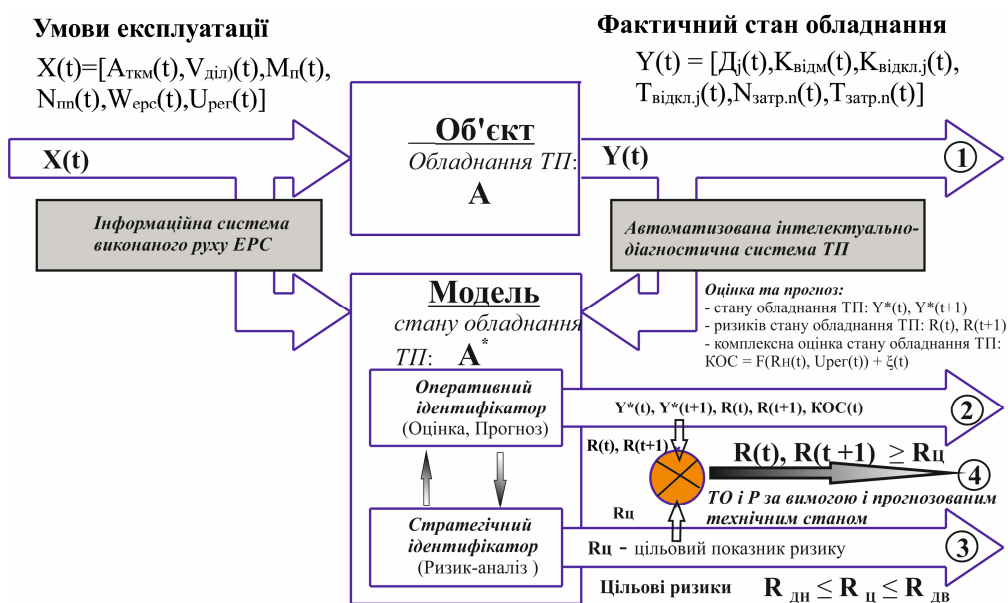 Умови експлуатації
X(t)=[Aткм(t),Vділ)(t),Mп(t),
Nпп(t),Wерс(t),Uрег(t)]
Фактичний стан обладнання
Y(t) = [Дj(t),Kвідм(t),Kвідкл.j(t),
Tвідкл.j(t),Nзатр.n(t),Tзатр.n(t)]
X(t)
Об'єкт
Обладнання ТП:
A
Y(t)
1
Інформаційна система
виконаного руху ЕРС
Автоматизована інтелектуально-
діагностична система ТП
Модель
стану обладнання
ТП: A*
Оцінка та прогноз:
- стану обладнання ТП: Y*(t), Y*(t+1)
- ризиків стану обладнання ТП: R(t), R(t+1)
- комплексна оцінка стану обладнання ТП:
КОС = F(Rн(t), Uрег(t)) + ξ(t)
Оперативний
ідентифікатор
(Оцінка, Прогноз)
Y*(t), Y*(t+1), R(t), R(t+1), КОС(t)
2
R(t), R(t+1)
R(t), R(t +1) ≥ Rц
4
ТО і Р за вимогою і прогнозованим
технічним станом
Rц
Стратегічний
ідентифікатор
(Ризик-аналіз )
Rц - цільовий показник ризику
3
Цільові ризики R дн ≤ R ц ≤ R дв